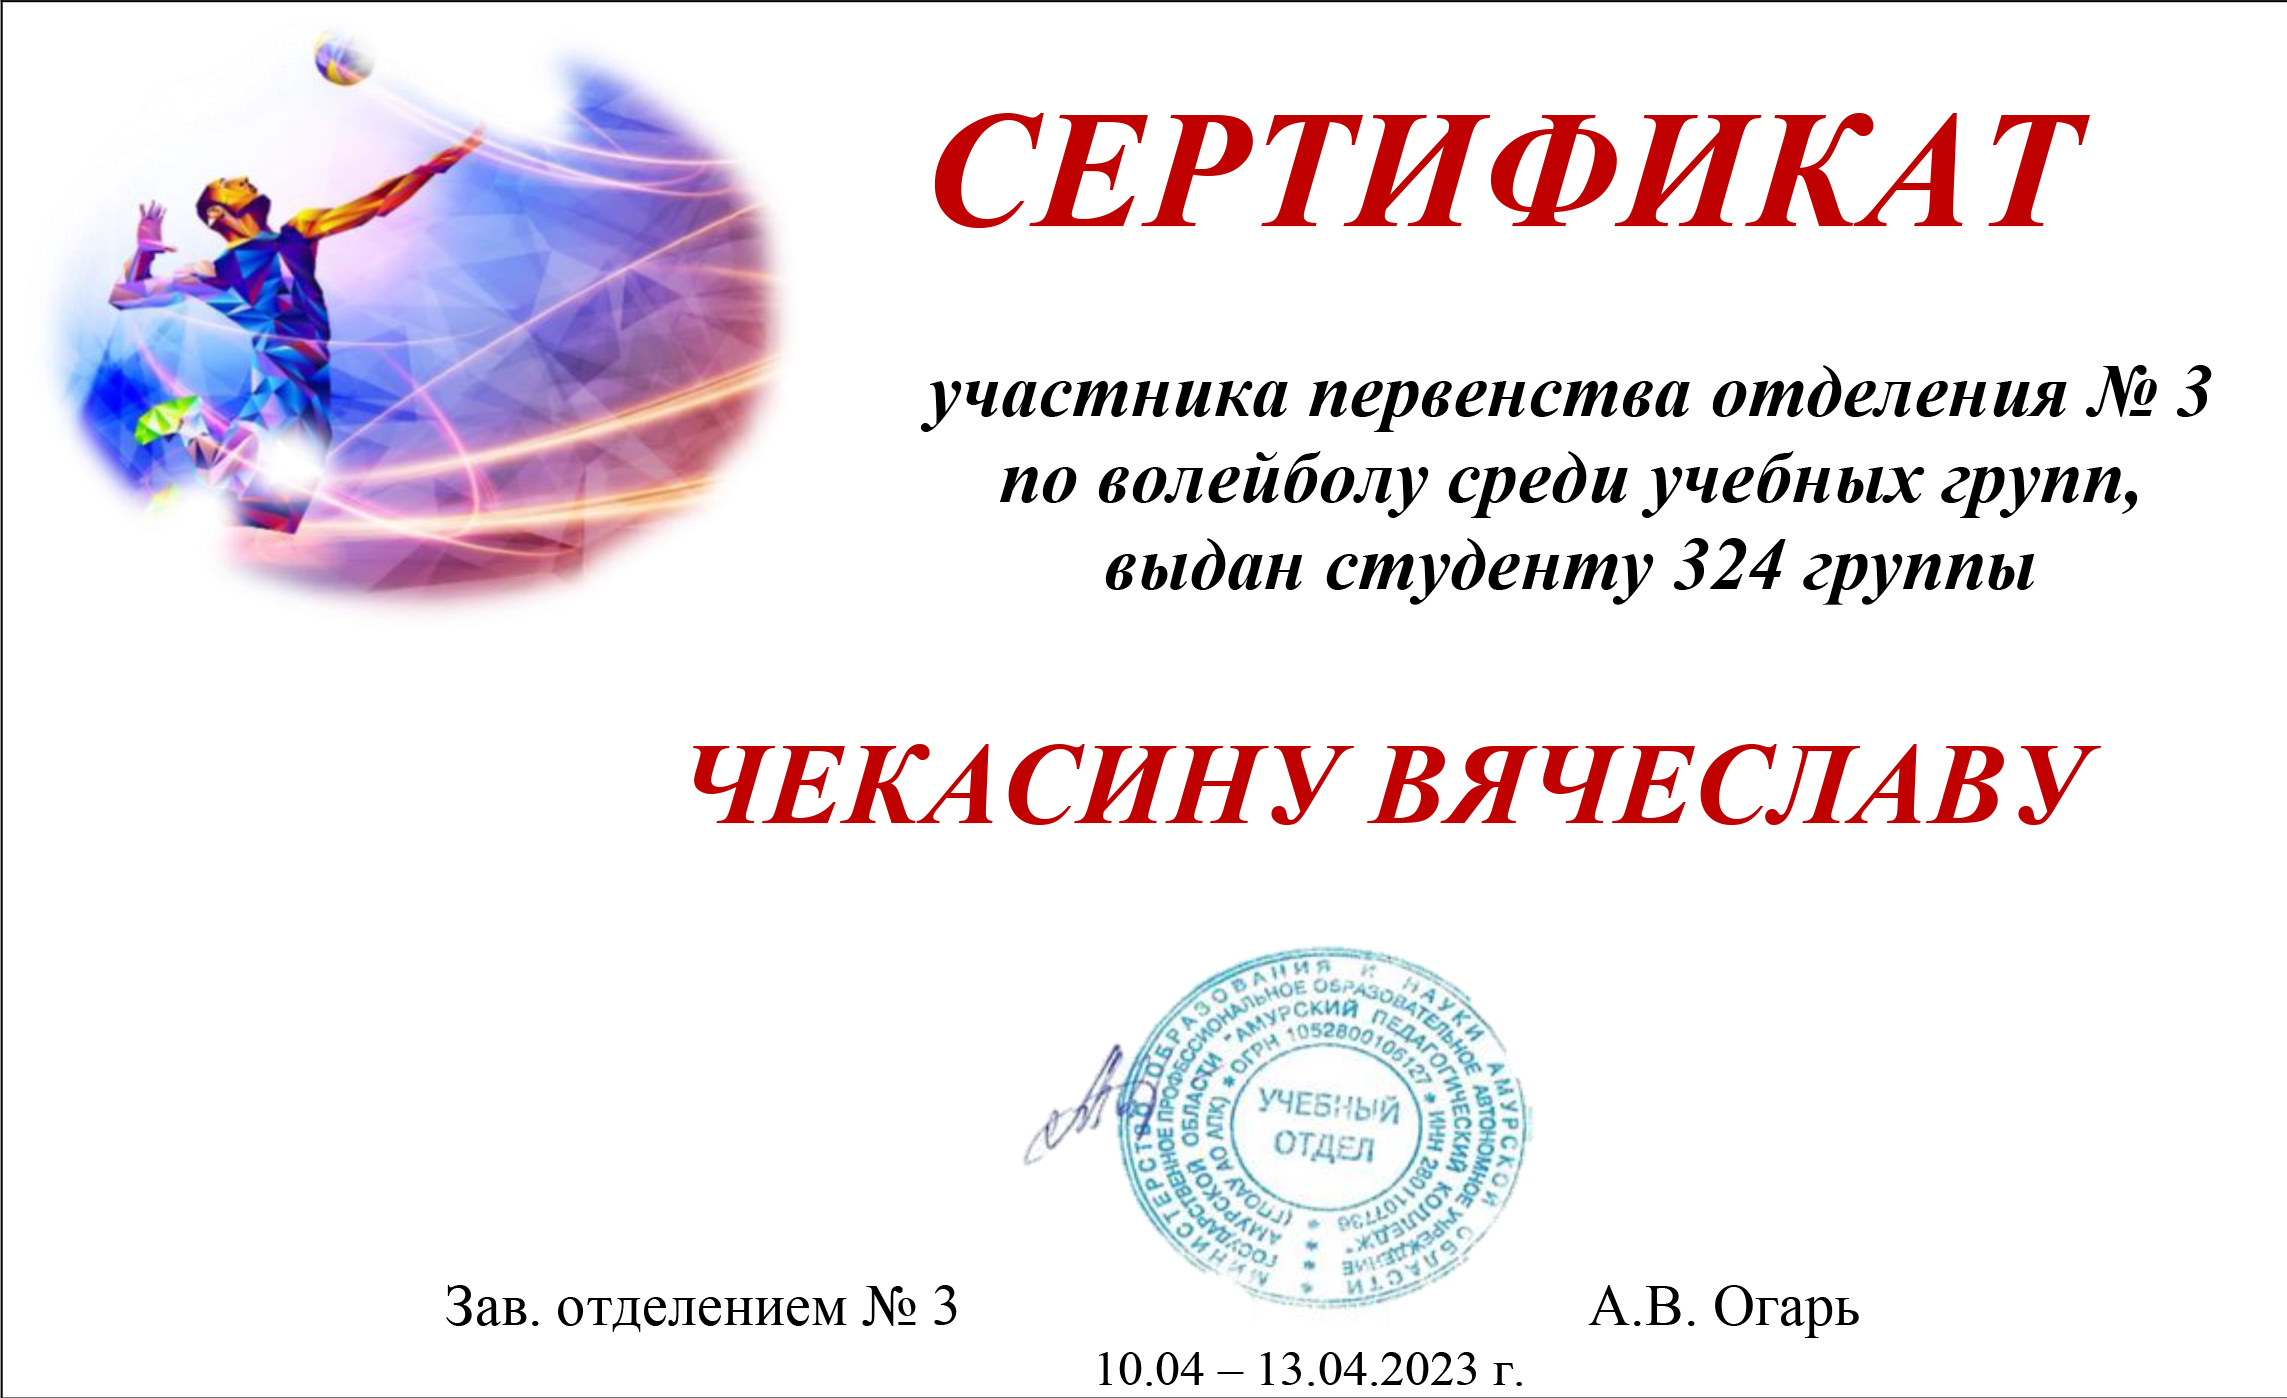 СЕРТИФИКАТ
участника первенства отделения № 3
по волейболу среди учебных групп,
выдан студенту 324 группы
ЧЕКАСИНУ ВЯЧЕСЛАВУ
МИНИСТЕРСТВО ОБРАЗОВАНИЯ И НАУКИ АМУРСКОЙ ОБЛАСТИ
ГОСУДАРСТВЕННОЕ ПРОФЕССИОНАЛЬНОЕ ОБРАЗОВАТЕЛЬНОЕ АВТОНОМНОЕ УЧРЕЖДЕНИЕ
АМУРСКОЙ ОБЛАСТИ "АМУРСКИЙ ПЕДАГОГИЧЕСКИЙ КОЛЛЕДЖ"
(ГПОАУ АО АПК) * ОГРН 1052800106127 * ИНН 2801107736 *
УЧЕБНЫЙ
ОТДЕЛ
Зав. отделением № 3
А.В. Огарь
10.04 – 13.04.2023 г.